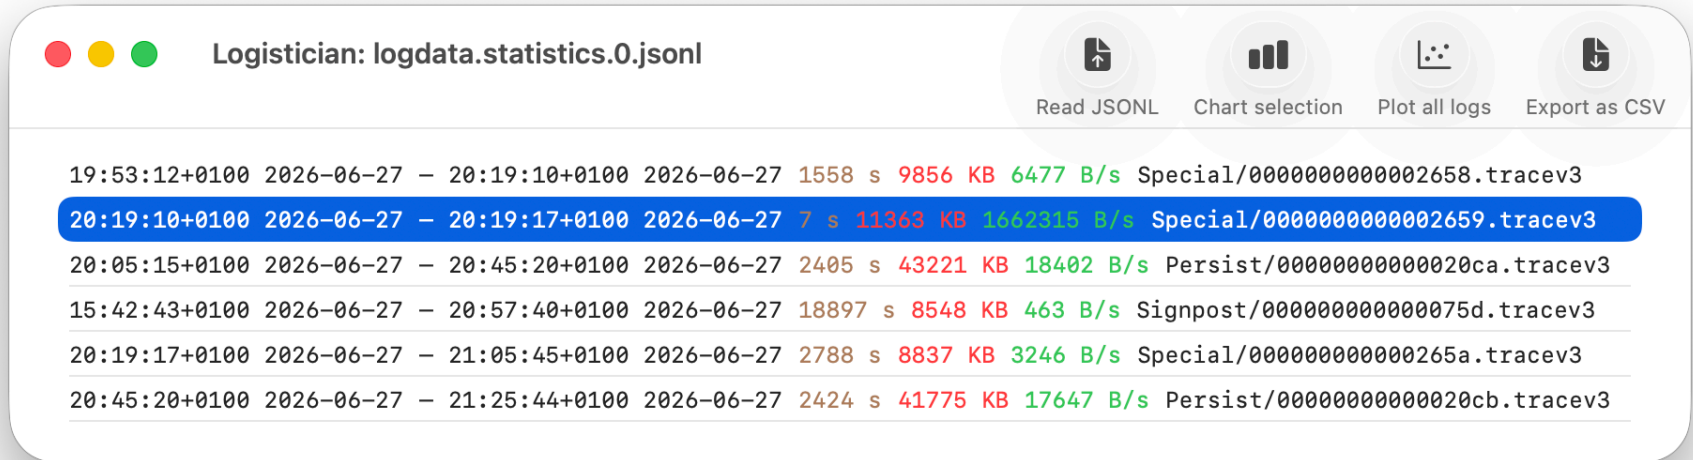 Logistician: logdata.statistics.0.jsonl
Read JSONL
Chart selection
Plot all logs
Export as CSV
19:53:12+0100 2026-06-27 — 20:19:10+0100 2026-06-27 1558 s 9856 KB 6477 B/s Special/0000000000002658.tracev3
20:19:10+0100 2026-06-27 — 20:19:17+0100 2026-06-27 7 s 11363 KB 1662315 B/s Special/0000000000002659.tracev3
20:05:15+0100 2026-06-27 — 20:45:20+0100 2026-06-27 2405 s 43221 KB 18402 B/s Persist/00000000000020ca.tracev3
15:42:43+0100 2026-06-27 — 20:57:40+0100 2026-06-27 18897 s 8548 KB 463 B/s Signpost/000000000000075d.tracev3
20:19:17+0100 2026-06-27 — 21:05:45+0100 2026-06-27 2788 s 8837 KB 3246 B/s Special/000000000000265a.tracev3
20:45:20+0100 2026-06-27 — 21:25:44+0100 2026-06-27 2424 s 41775 KB 17647 B/s Persist/00000000000020cb.tracev3